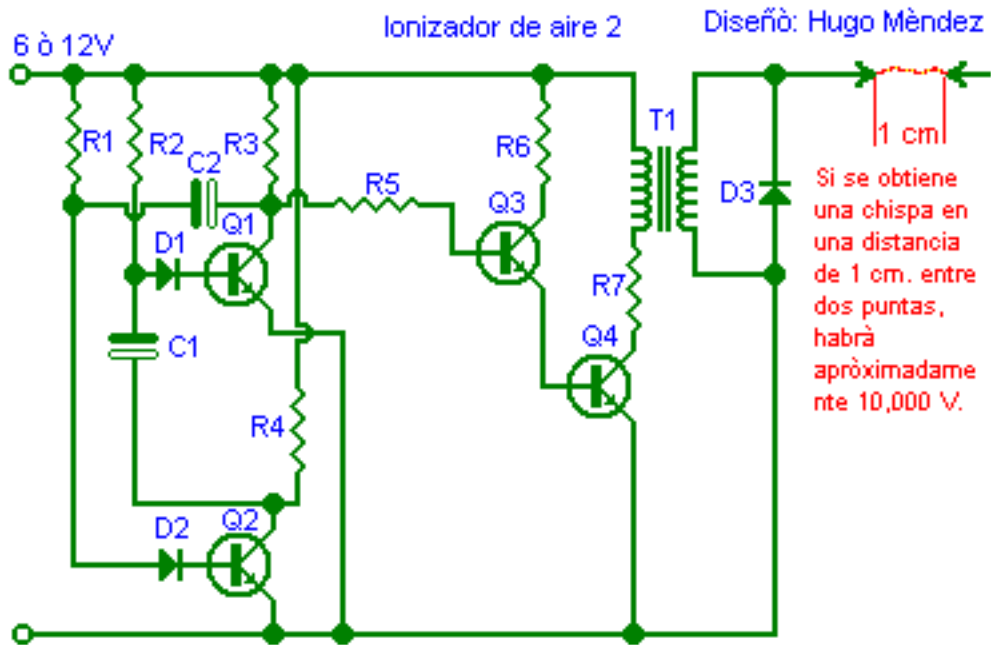 Ionizador de aire 2
Diseñò: Hugo Mèndez
6 ò 12V
R1
R2
R3
C2
R5
R6
T1
1 cm
D1
Q1
Q3
D3
Si se obtiene
una chispa en
una distancia
de 1 cm. entre
dos puntas,
habrà
apròximadame
nte 10,000 V.
R7
C1
Q4
R4
D2
Q2